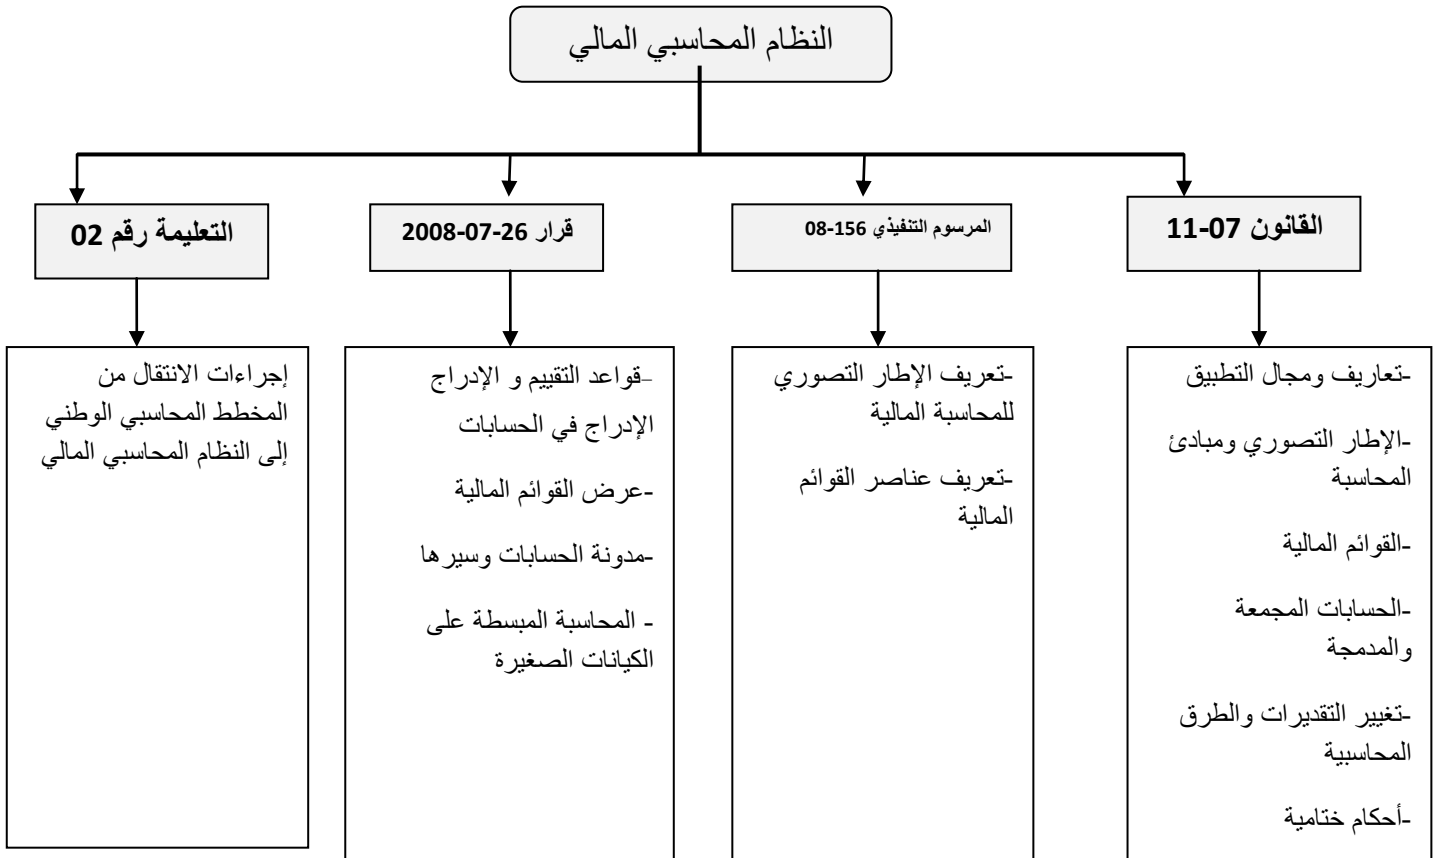 النظام المحاسبي المالي
القانون 07-11
المرسوم التنفيذي 156-08
قرار 26-07-2008
التعليمة رقم 02
-تعاريف ومجال التطبيق
-الإطار التصوري ومبادئ
المحاسبة
-القوائم المالية
-الحسابات المجمعة
والمدمجة
-تغيير التقديرات والطرق
المحاسبية
-أحكام ختامية
-تعريف الإطار التصوري
للمحاسبة المالية
-تعريف عناصر القوائم
المالية
-قواعد التقييم و الإدراج
الإدراج في الحسابات
-عرض القوائم المالية
-مدونة الحسابات وسيرها
- المحاسبة المبسطة على
الكيانات الصغيرة
إجراءات الانتقال من
المخطط المحاسبي الوطني
إلى النظام المحاسبي المالي